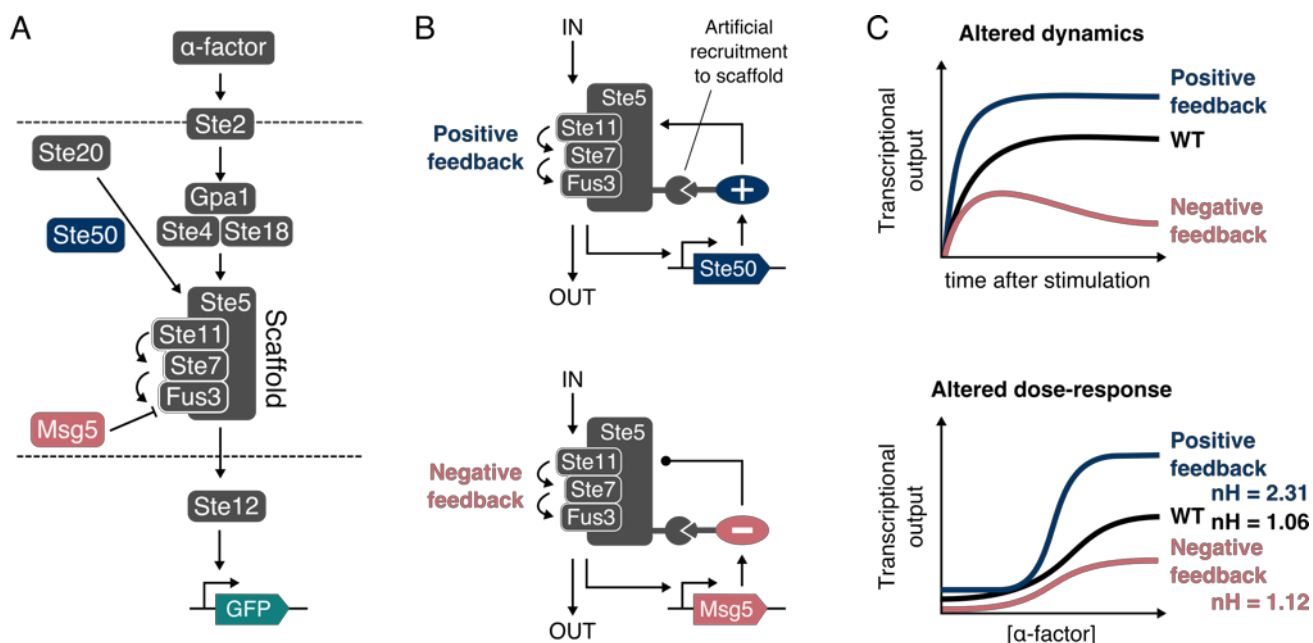 A
α-factor
Ste2
Ste20
Gpa1
Ste50
Ste4
Ste18
Ste5
Ste11
Ste7
Fus3
Scaffold
Msg5
Ste12
GFP
B
IN
Artificial
recruitment
to scaffold
Ste5
Positive
feedback
Ste11
Ste7
Fus3
+
Ste50
OUT
IN
Ste5
Negative
feedback
Ste11
Ste7
Fus3
−
Msg5
OUT
C
Altered dynamics
Transcriptional
output
Positive
feedback
WT
Negative
feedback
time after stimulation
Altered dose-response
Transcriptional
output
Positive
feedback
nH = 2.31
WT nH = 1.06
Negative
feedback
nH = 1.12
[α-factor]